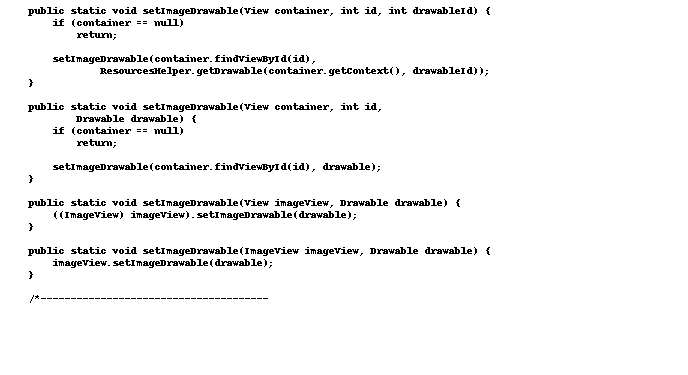 public static void setImageDrawable(View container, int id, int drawableId) {
if (container == null)
return;
setImageDrawable(container.findViewById(id),
ResourcesHelper.getDrawable(container.getContext(), drawableId));
}
public static void setImageDrawable(View container, int id,
Drawable drawable) {
if (container == null)
return;
setImageDrawable(container.findViewById(id), drawable);
}
public static void setImageDrawable(View imageView, Drawable drawable) {
((ImageView) imageView).setImageDrawable(drawable);
}
public static void setImageDrawable(ImageView imageView, Drawable drawable) {
imageView.setImageDrawable(drawable);
}
/*--------------------------------------